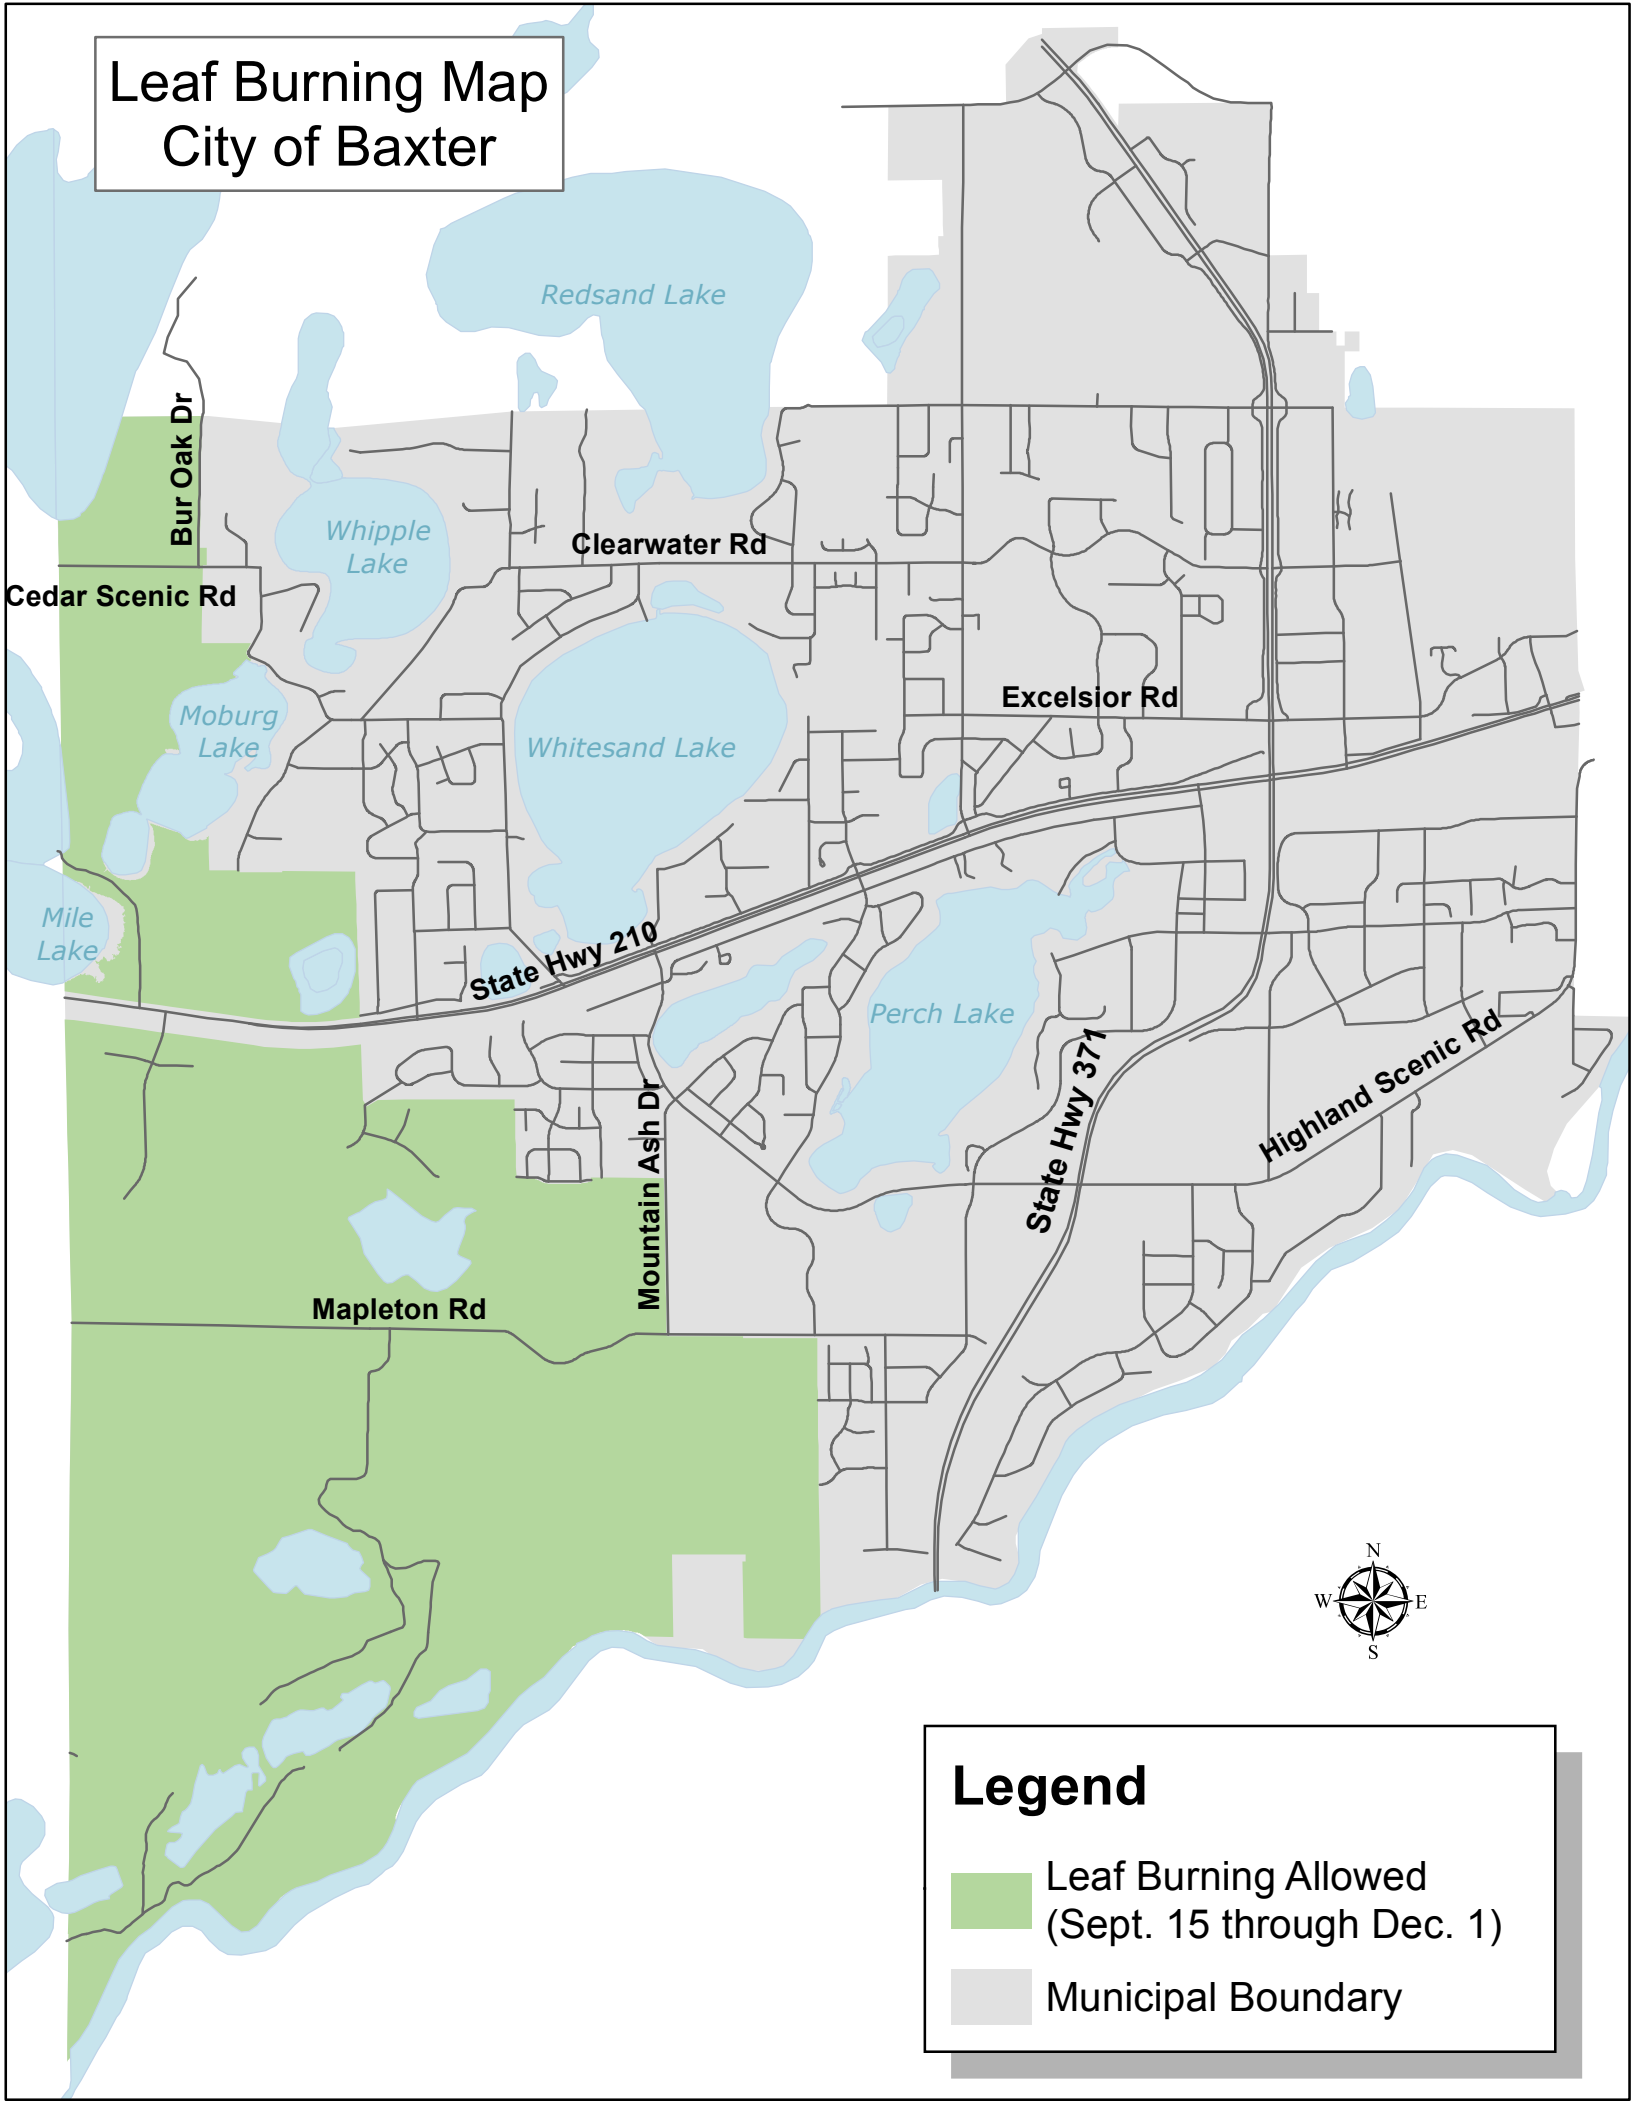 Leaf Burning Map
City of Baxter
Redsand Lake
Bur Oak Dr
Whipple
Lake
Clearwater Rd
Cedar Scenic Rd
Excelsior Rd
Moburg
Lake
Whitesand Lake
Mile
Lake
State Hwy 210
Perch Lake
Highland Scenic Rd
State Hwy 371
Mountain Ash Dr
Mapleton Rd
N
W
E
S
Legend
Leaf Burning Allowed
(Sept. 15 through Dec. 1)
Municipal Boundary